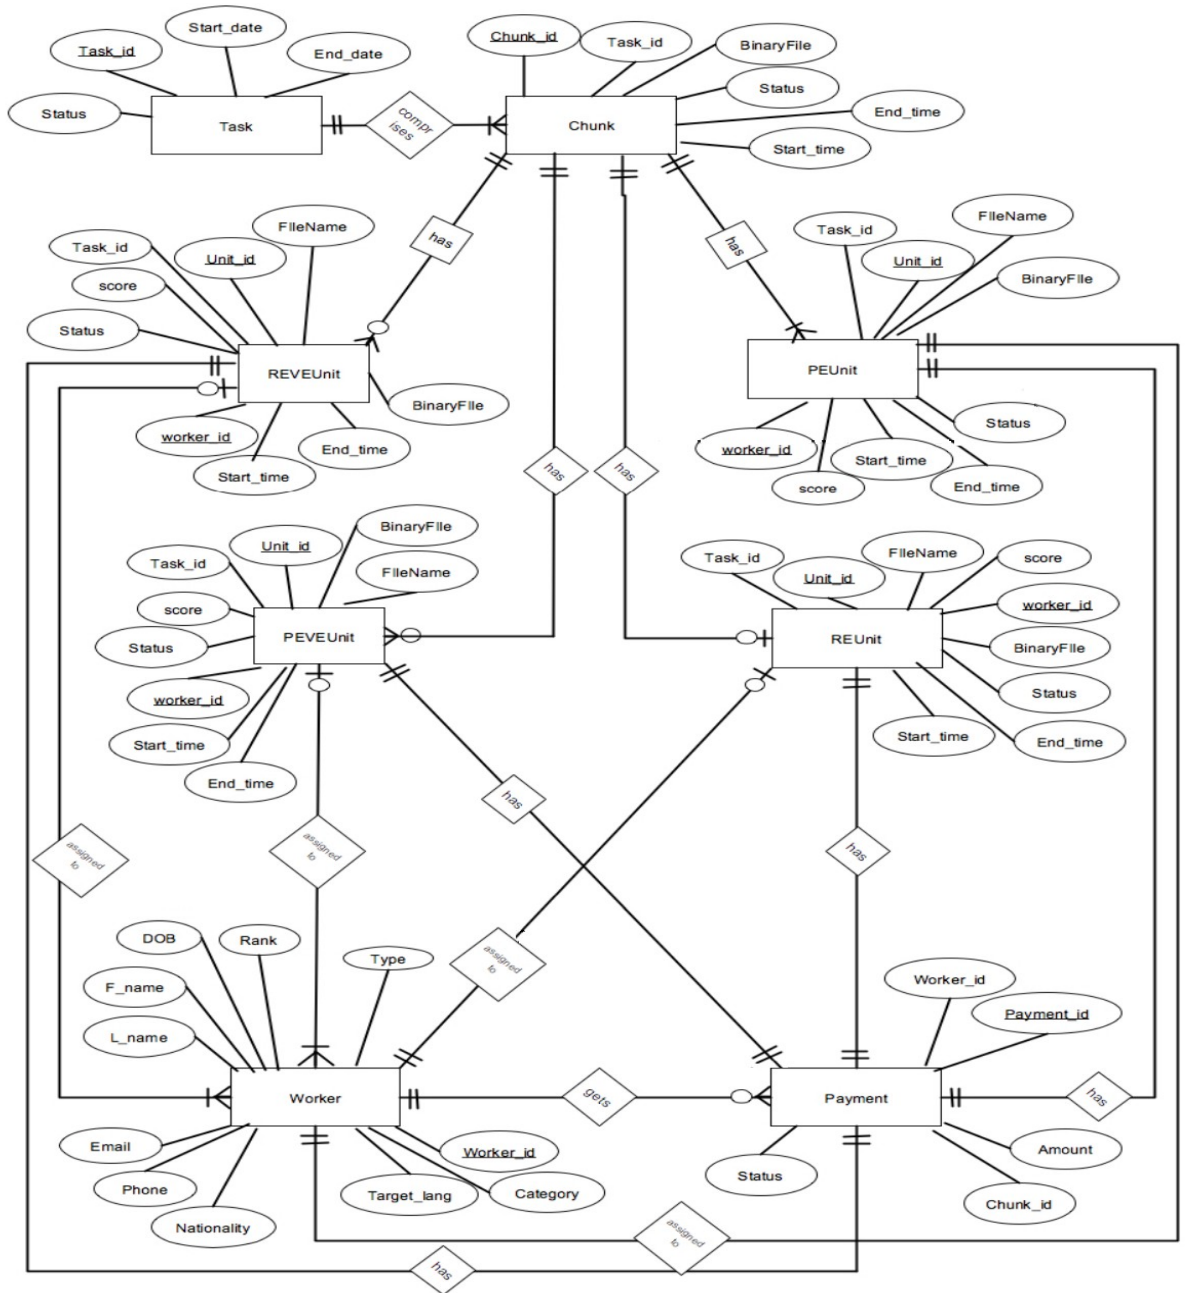 Start_date
Task_id
End_date
Status
Task
compr
ises
Chunk_id
Task_id
BinaryFile
Status
End_time
Start_time
Chunk
has
has
FIleName
Task_id
Unit_id
score
Status
REVEUnit
BinaryFIle
worker_id
End_time
Start_time
FIleName
Task_id
Unit_id
BinaryFIle
PEUnit
Status
worker_id
Start_time
score
End_time
has
has
BinaryFIle
Unit_id
Task_id
FIleName
score
PEVEUnit
Status
worker_id
Start_time
End_time
Task_id
Unit_id
FIleName
score
worker_id
REUnit
BinaryFIle
Status
Start_time
End_time
has
assigned
to
assigned
to
has
assigned
to
DOB
Rank
Type
F_name
L_name
Worker
Email
Phone
Nationality
Worker_id
Target_lang
Category
gets
Worker_id
Payment_id
Payment
has
Status
Amount
Chunk_id
assigned
to
has